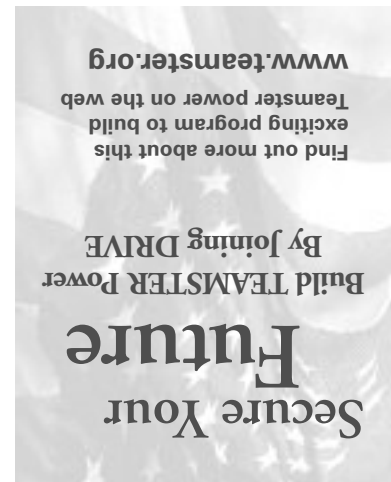 Secure Your
Future
Build TEAMSTER Power
By Joining DRIVE
Find out more about this
exciting program to build
Teamster power on the web
www.teamster.org